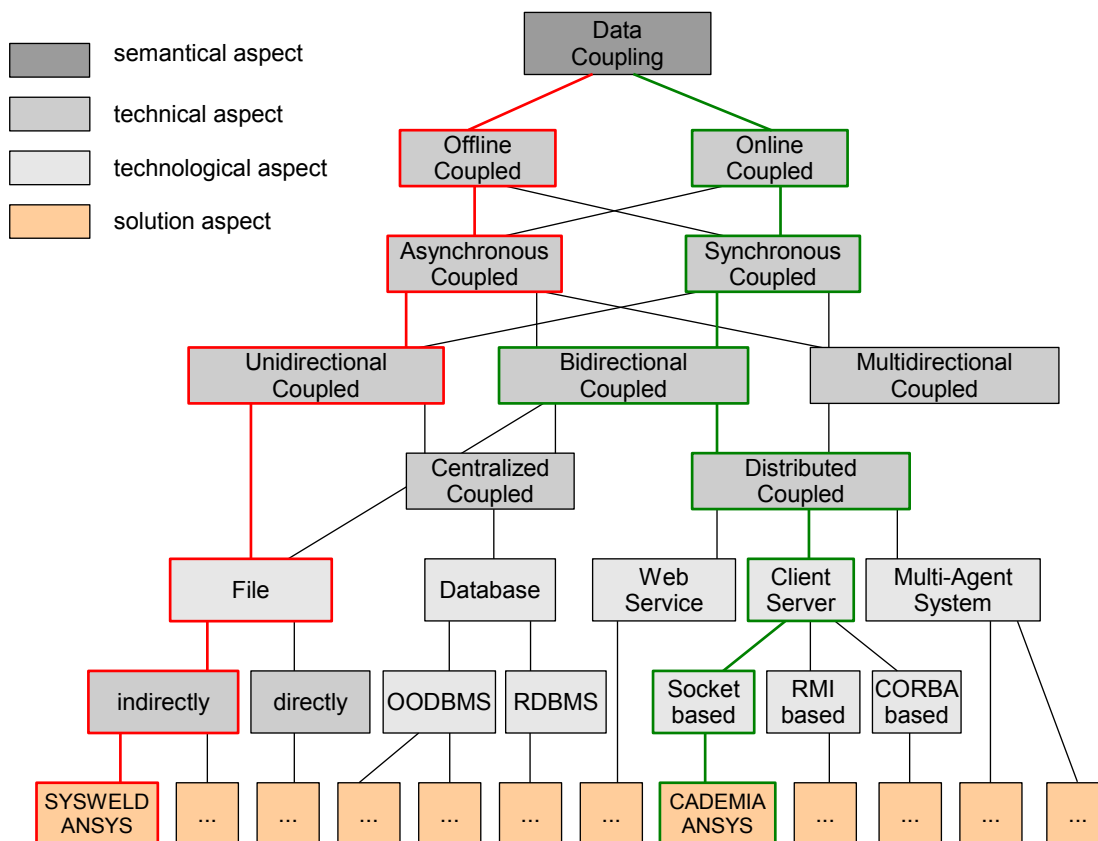 Data
Coupling
semantical aspect
technical aspect
technological aspect
solution aspect
Offline
Coupled
Online
Coupled
Asynchronous
Coupled
Synchronous
Coupled
Unidirectional
Coupled
Bidirectional
Coupled
Multidirectional
Coupled
Centralized
Coupled
Distributed
Coupled
File
Database
Web
Service
Client
Server
Multi-Agent
System
indirectly
directly
OODBMS
RDBMS
Socket
based
RMI
based
CORBA
based
SYSWELD
ANSYS
...
...
...
...
...
...
CADEMIA
ANSYS
...
...
...
...